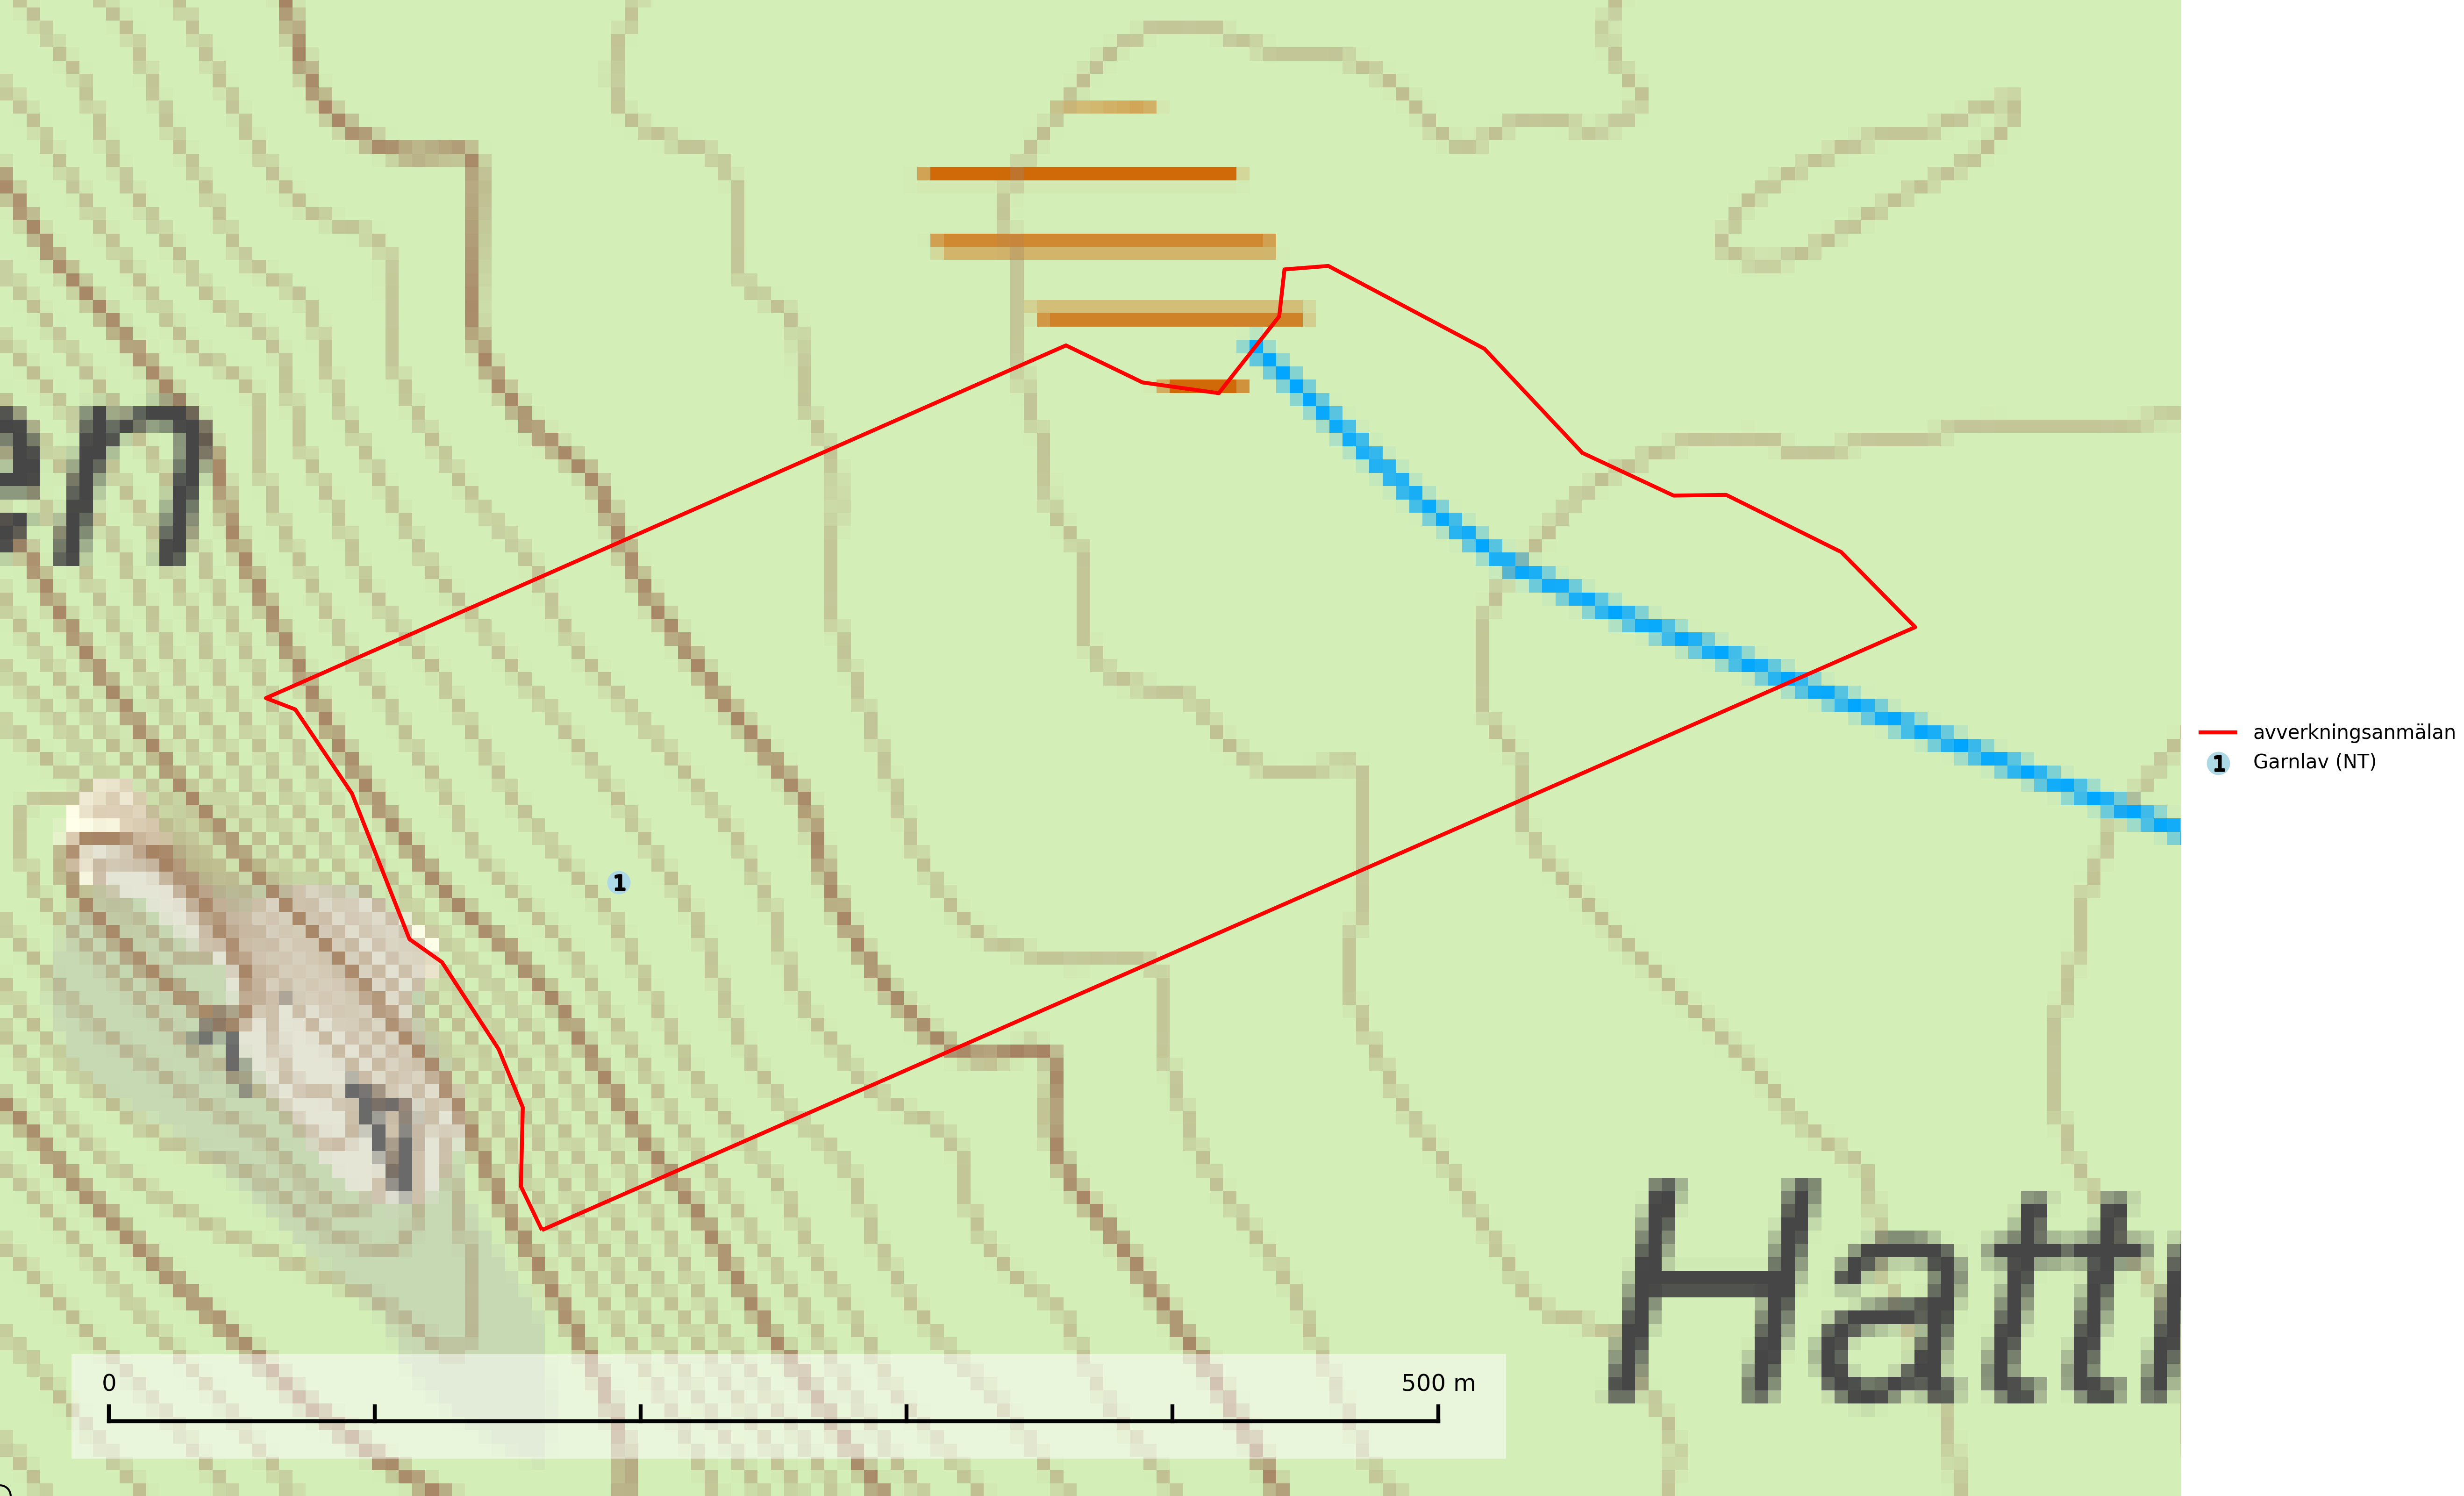 en
avverkningsanmälan
1 Garnlav (NT)
1
Hatt
0 500 m